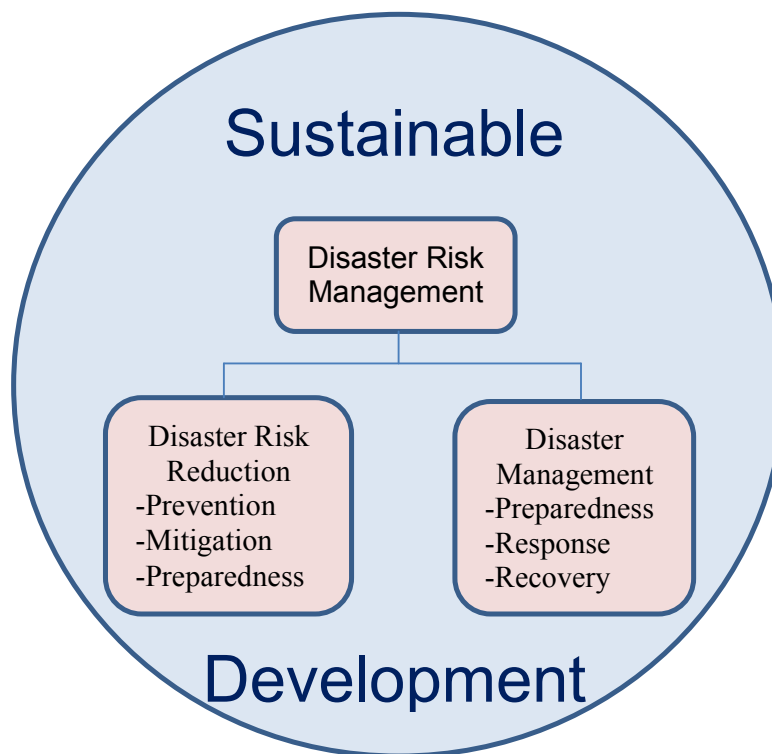 Sustainable
Disaster Risk
Management
Disaster Risk
Reduction
-Prevention
-Mitigation
-Preparedness
Disaster
Management
-Preparedness
-Response
-Recovery
Development